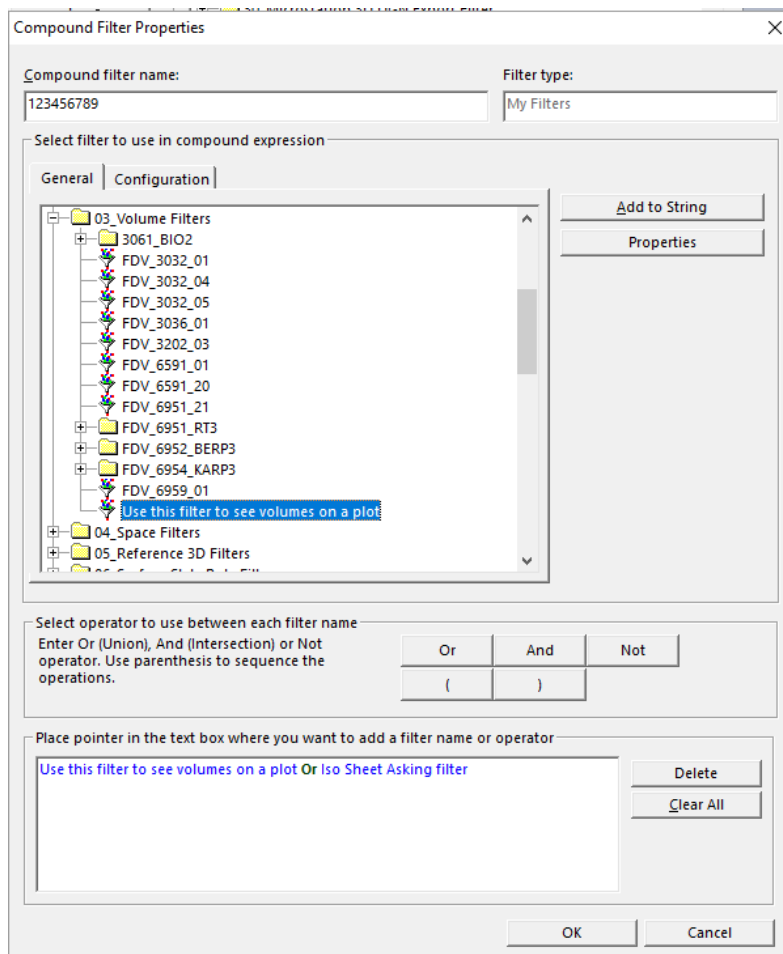 Compound Filter Properties
Compound filter name:
Filter type:
123456789
My Filters
Select filter to use in compound expression
General
Configuration
03_Volume Filters
3061_BIO2
FDV_3032_01
FDV_3032_04
FDV_3032_05
FDV_3036_01
FDV_3202_03
FDV_6591_01
FDV_6591_20
FDV_6951_21
FDV_6951_RT3
FDV_6952_BERP3
FDV_6954_KARP3
FDV_6959_01
Use this filter to see volumes on a plot
04_Space Filters
05_Reference 3D Filters
Add to String
Properties
Select operator to use between each filter name
Enter Or (Union), And (Intersection) or Not
operator. Use parenthesis to sequence the
operations.
Or
And
Not
(
)
Place pointer in the text box where you want to add a filter name or operator
Use this filter to see volumes on a plot Or Iso Sheet Asking filter
Delete
Clear All
OK
Cancel